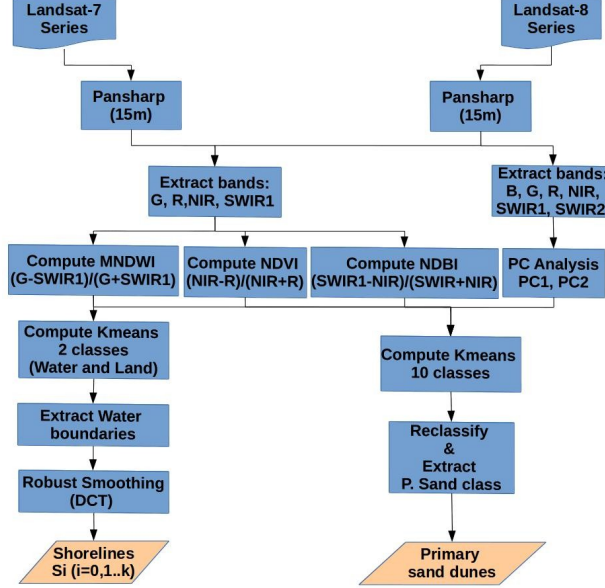 Landsat-7
Series
Landsat-8
Series
Pansharp
(15m)
Pansharp
(15m)
Extract bands:
G, R,NIR, SWIR1
Extract bands:
B, G, R, NIR,
SWIR1, SWIR2
Compute MNDWI
(G-SWIR1)/(G+SWIR1)
Compute NDVI
(NIR-R)/(NIR+R)
Compute NDBI
(SWIR1-NIR)/(SWIR+NIR)
PC Analysis
PC1, PC2
Compute Kmeans
2 classes
(Water and Land)
Compute Kmeans
10 classes
Extract Water
boundaries
Reclassify
&
Extract
P. Sand class
Robust Smoothing
(DCT)
Shorelines
Si (i=0,1..k)
Primary
sand dunes